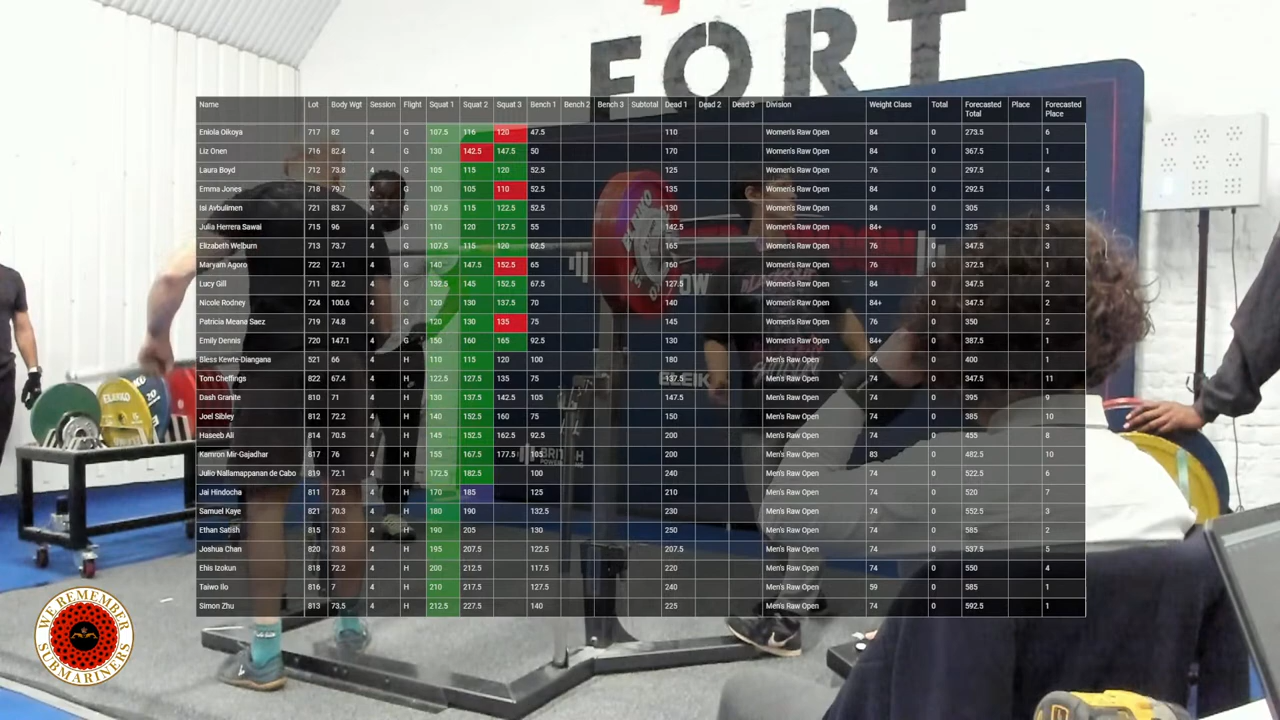 FORT
Name Lot Body Wgt Session Flight Squat 1 Squat 2 Squat 3 Bench 1 Bench 2 Bench 3 Subtotal Dead 1 Dead 2 Dead 3 Division Weight Class Total Forecasted Total Place Forecasted Place
Eniola Oikoya 717 82 4 G 107.5 116 120 47.5 110 Women's Raw Open 84 0 273.5 6
Liz Onen 716 82.4 4 G 130 142.5 147.5 50 170 Women's Raw Open 84 0 367.5 1
Laura Boyd 712 73.8 4 G 105 115 120 52.5 125 Women's Raw Open 76 0 297.5 4
Emma Jones 718 79.7 4 G 100 105 110 52.5 135 Women's Raw Open 84 0 292.5 4
Isi Avbulimen 721 83.7 4 G 107.5 115 122.5 52.5 130 Women's Raw Open 84 0 305 3
Julia Herrera Sawai 715 96 4 G 110 120 127.5 55 142.5 Women's Raw Open 84+ 0 325 3
Elizabeth Welburn 713 73.7 4 G 107.5 115 120 62.5 165 Women's Raw Open 76 0 347.5 3
Maryam Agoro 722 72.1 4 G 140 147.5 152.5 65 160 Women's Raw Open 76 0 372.5 1
Lucy Gill 711 82.2 4 G 132.5 145 152.5 67.5 127.5 Women's Raw Open 84 0 347.5 2
Nicole Rodney 724 100.6 4 G 120 130 137.5 70 140 Women's Raw Open 84+ 0 347.5 2
Patricia Meana Saez 719 74.8 4 G 120 130 135 75 145 Women's Raw Open 76 0 350 2
Emily Dennis 720 147.1 4 G 150 160 165 92.5 130 Women's Raw Open 84+ 0 387.5 1
Bless Kewte-Diangana 521 66 4 H 110 115 120 100 180 Men's Raw Open 66 0 400 1
Tom Cheffings 822 67.4 4 H 122.5 127.5 135 75 137.5 Men's Raw Open 74 0 347.5 11
Dash Granite 810 71 4 H 130 137.5 142.5 105 147.5 Men's Raw Open 74 0 395 9
Joel Sibley 812 72.2 4 H 140 152.5 160 75 150 Men's Raw Open 74 0 385 10
Haseeb Ali 814 70.5 4 H 145 152.5 162.5 92.5 200 Men's Raw Open 74 0 455 8
Kamron Mir-Gajadhar 817 76 4 H 155 167.5 177.5 105 200 Men's Raw Open 83 0 482.5 10
Julio Nallamappanan de Cabo 819 72.1 4 H 172.5 182.5 100 240 Men's Raw Open 74 0 522.5 6
Jai Hindocha 811 72.8 4 H 170 185 125 210 Men's Raw Open 74 0 520 7
Samuel Kaye 821 70.3 4 H 180 190 132.5 230 Men's Raw Open 74 0 552.5 3
Ethan Satish 815 73.3 4 H 190 205 130 250 Men's Raw Open 74 0 585 2
Joshua Chan 820 73.8 4 H 195 207.5 122.5 207.5 Men's Raw Open 74 0 537.5 5
Ehis Izokun 818 72.2 4 H 200 212.5 117.5 220 Men's Raw Open 74 0 550 4
Taiwo Ilo 816 7 4 H 210 217.5 127.5 240 Men's Raw Open 59 0 585 1
Simon Zhu 813 73.5 4 H 212.5 227.5 140 225 Men's Raw Open 74 0 592.5 1
ELEIKO
WE REMEMBER
SUBMARINERS